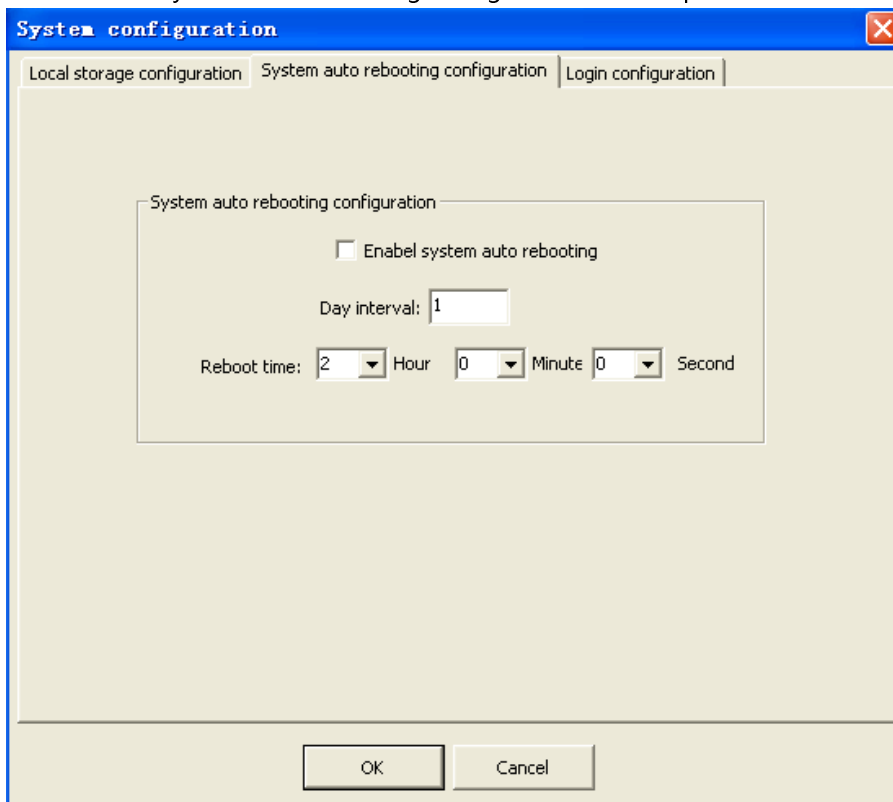 System configuration
Local storage configuration System auto rebooting configuration Login configuration
System auto rebooting configuration
Enabel system auto rebooting
Day interval: 1
Reboot time: 2 Hour 0 Minute 0 Second
OK Cancel